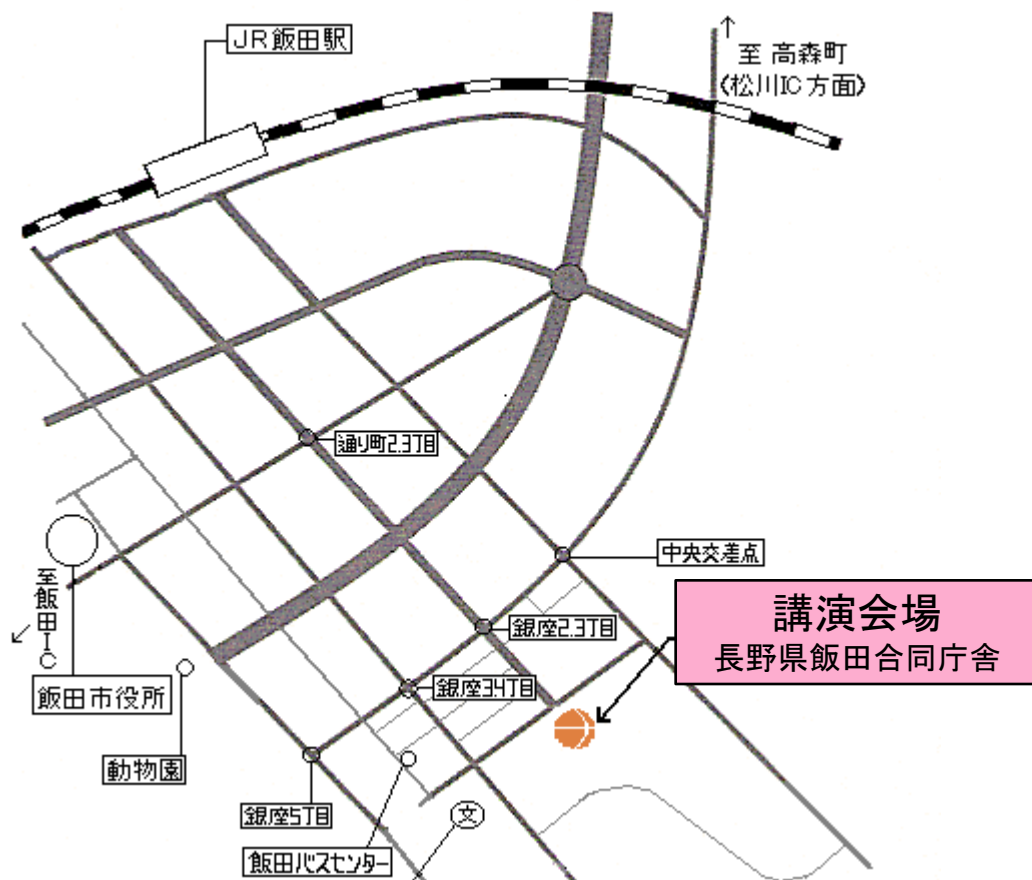 JR飯田駅
↑
至 高森町
(松川IC 方面)
通り町2.3丁目
中央交差点
講演会場
長野県飯田合同庁舎
銀座2.3丁目
至飯田IC
↙
銀座3.4丁目
飯田市役所
動物園
銀座5丁目
文
飯田バスセンター